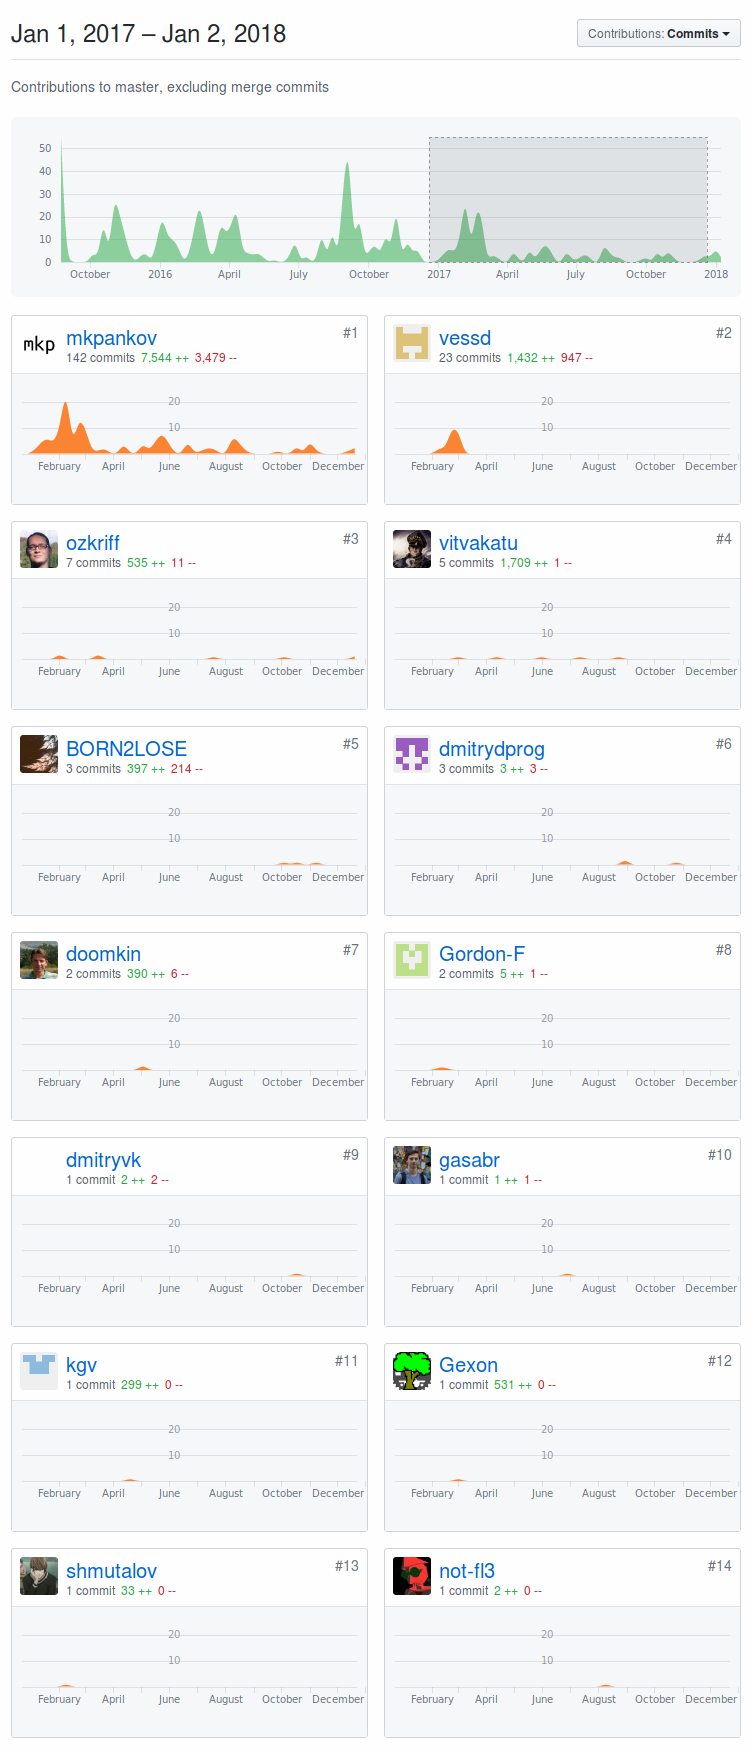 Jan 1, 2017 – Jan 2, 2018
Contributions: Commits
Contributions to master, excluding merge commits
50
40
30
20
10
0
October 2016 April July October 2017 April July October 2018
mkp
mkpankov #1
142 commits 7,544 ++ 3,479 --
20
10
February April June August October December
vessd #2
23 commits 1,432 ++ 947 --
20
10
February April June August October December
ozkriff #3
7 commits 535 ++ 11 --
20
10
February April June August October December
vitvakatu #4
5 commits 1,709 ++ 1 --
20
10
February April June August October December
BORN2LOSE #5
3 commits 397 ++ 214 --
20
10
February April June August October December
dmitrydprog #6
3 commits 3 ++ 3 --
20
10
February April June August October December
doomkin #7
2 commits 390 ++ 6 --
20
10
February April June August October December
Gordon-F #8
2 commits 5 ++ 1 --
20
10
February April June August October December
dmitryvk #9
1 commit 2 ++ 2 --
20
10
February April June August October December
gasabr #10
1 commit 1 ++ 1 --
20
10
February April June August October December
kgv #11
1 commit 299 ++ 0 --
20
10
February April June August October December
Gexon #12
1 commit 531 ++ 0 --
20
10
February April June August October December
shmutalov #13
1 commit 33 ++ 0 --
20
10
February April June August October December
not-fl3 #14
1 commit 2 ++ 0 --
20
10
February April June August October December